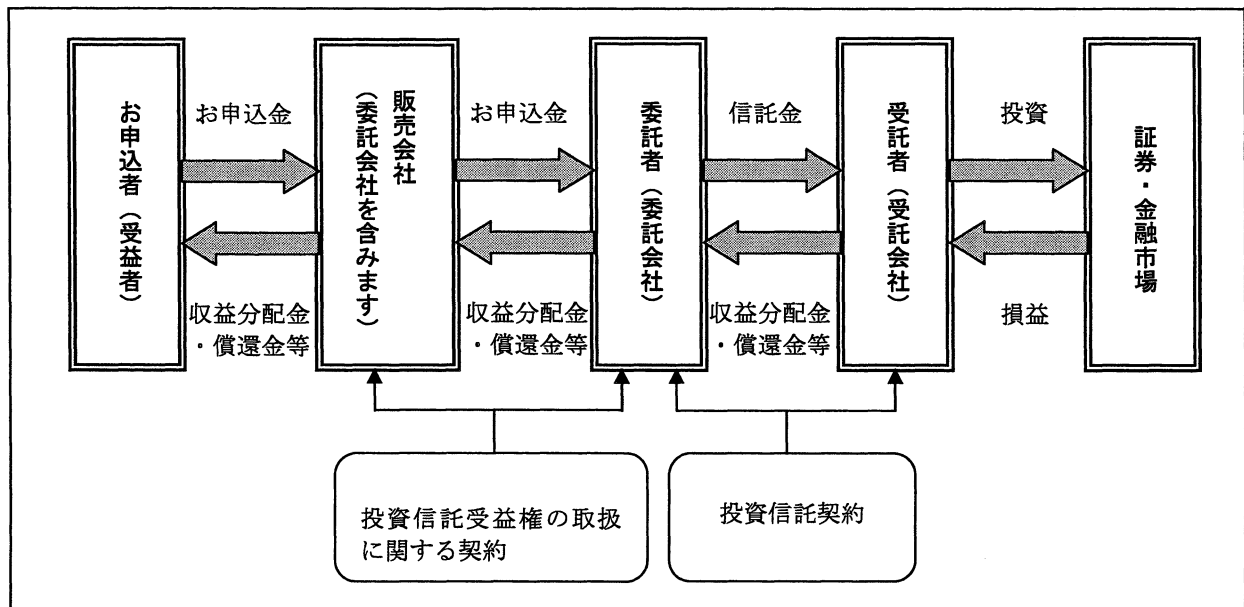 お申込者（受益者）
お申込金
収益分配金
・償還金等
販売会社
（委託会社を含みます）
お申込金
収益分配金
・償還金等
委託者（委託会社）
信託金
収益分配金
・償還金等
受託者（受託会社）
投資
損益
証券・金融市場
投資信託受益権の取扱
に関する契約
投資信託契約